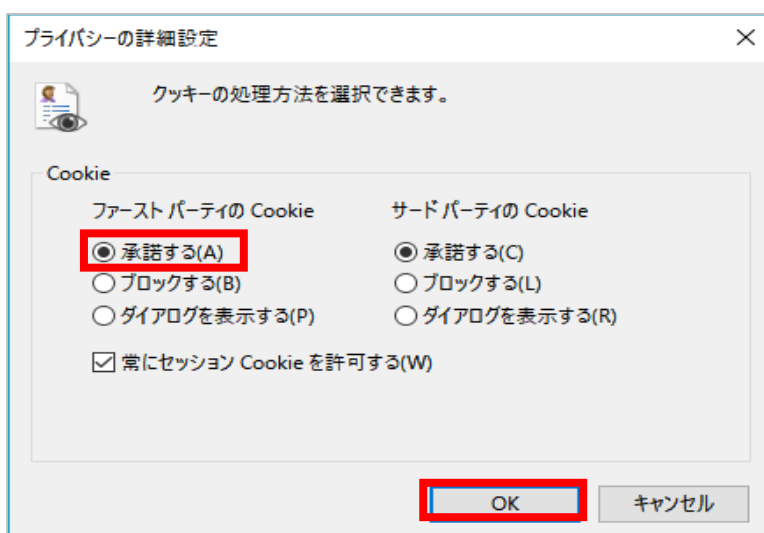 プライバシーの詳細設定
クッキーの処理方法を選択できます。
Cookie
ファースト パーティの Cookie
サード パーティの Cookie
承諾する(A)
承諾する(C)
ブロックする(B)
ブロックする(L)
ダイアログを表示する(P)
ダイアログを表示する(R)
常にセッション Cookie を許可する(W)
OK
キャンセル